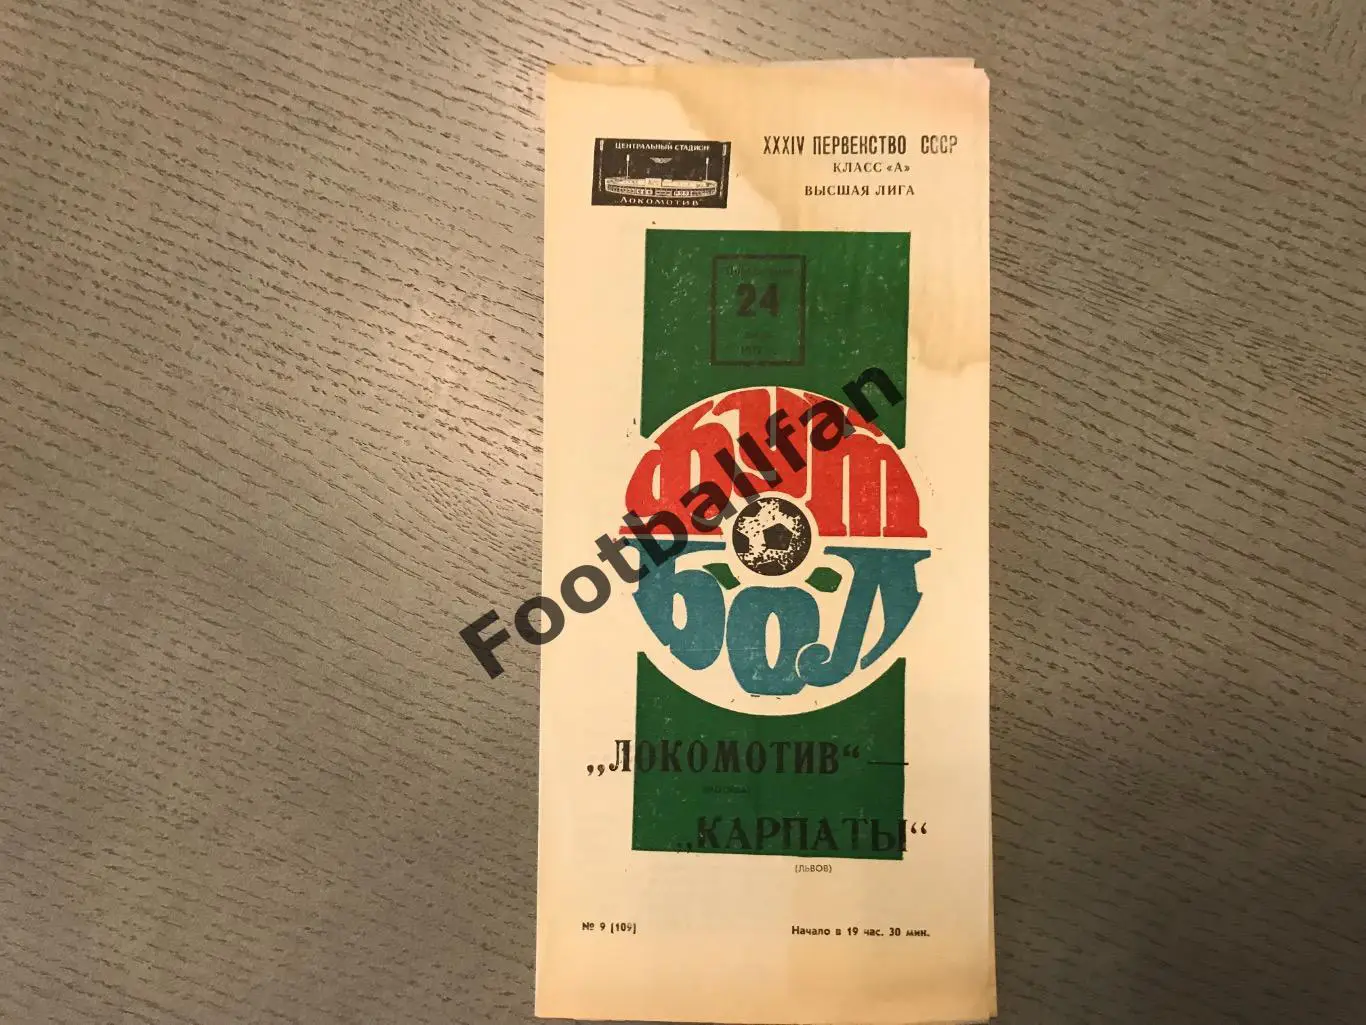 ЦЕНТРАЛЬНЫЙ СТАДИОН
„ЛОКОМОТИВ"
XXXIV ПЕРВЕНСТВО СССР
КЛАСС «А»
ВЫСШАЯ ЛИГА
24
ФУТ
БОЛ
Footballfan
„ЛОКОМОТИВ“ —
(МОСКВА)
„КАРПАТЫ“
(ЛЬВОВ)
№ 9 [109]
Начало в 19 час. 30 мин.